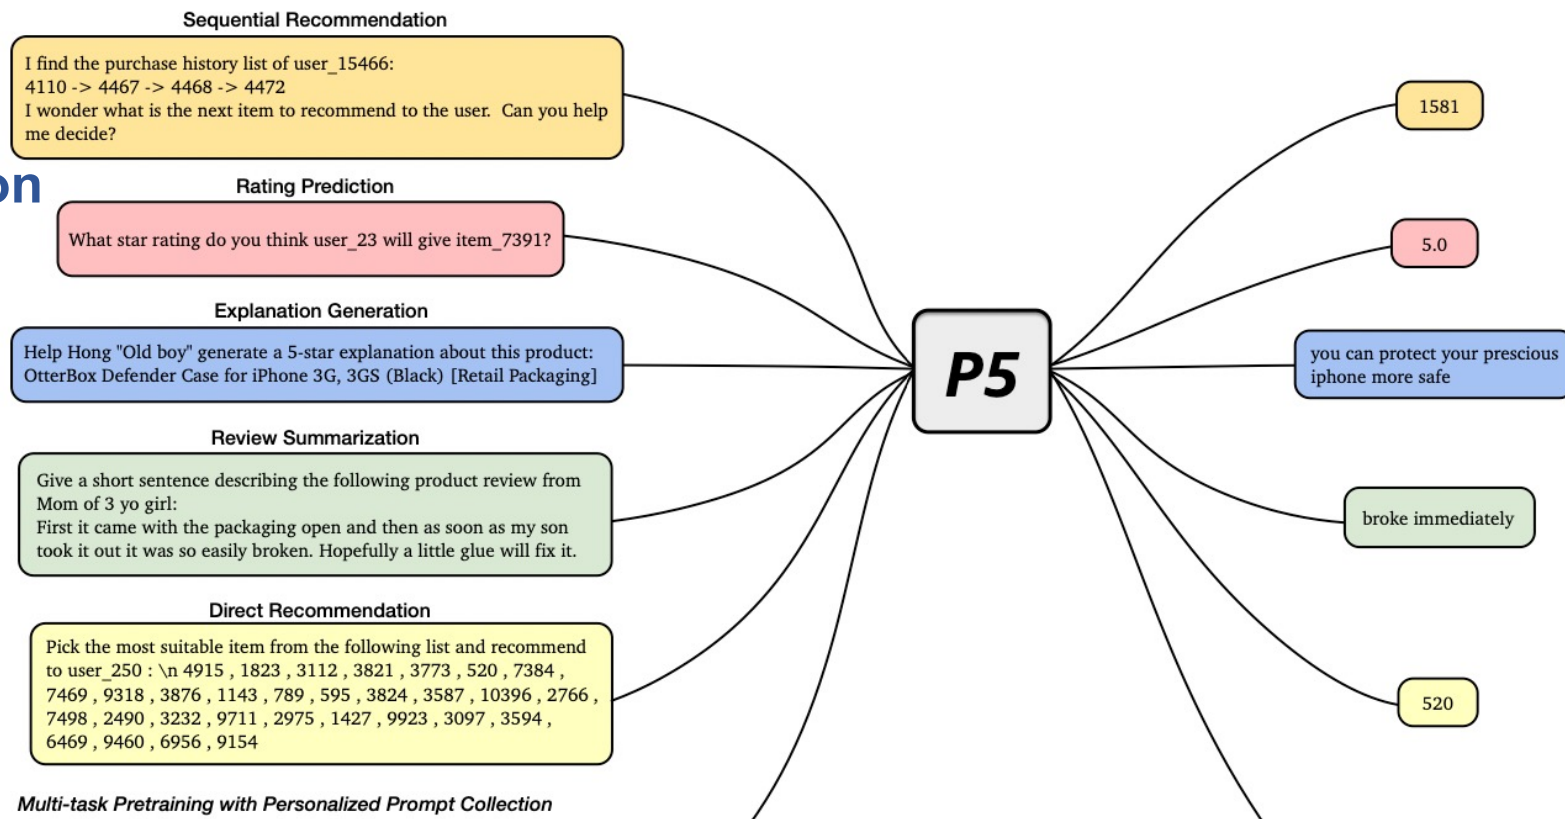 Sequential Recommendation
I find the purchase history list of user_15466:
4110 -> 4467 -> 4468 -> 4472
I wonder what is the next item to recommend to the user.  Can you help
me decide?
1581
on
Rating Prediction
What star rating do you think user_23 will give item_7391?
5.0
Explanation Generation
Help Hong "Old boy" generate a 5-star explanation about this product:
OtterBox Defender Case for iPhone 3G, 3GS (Black) [Retail Packaging]
P5
you can protect your prescious
iphone more safe
Review Summarization
Give a short sentence describing the following product review from
Mom of 3 yo girl:
First it came with the packaging open and then as soon as my son
took it out it was so easily broken. Hopefully a little glue will fix it.
broke immediately
Direct Recommendation
Pick the most suitable item from the following list and recommend
to user_250 : \n 4915 , 1823 , 3112 , 3821 , 3773 , 520 , 7384 ,
7469 , 9318 , 3876 , 1143 , 789 , 595 , 3824 , 3587 , 10396 , 2766 ,
7498 , 2490 , 3232 , 9711 , 2975 , 1427 , 9923 , 3097 , 3594 ,
6469 , 9460 , 6956 , 9154
520
Multi-task Pretraining with Personalized Prompt Collection